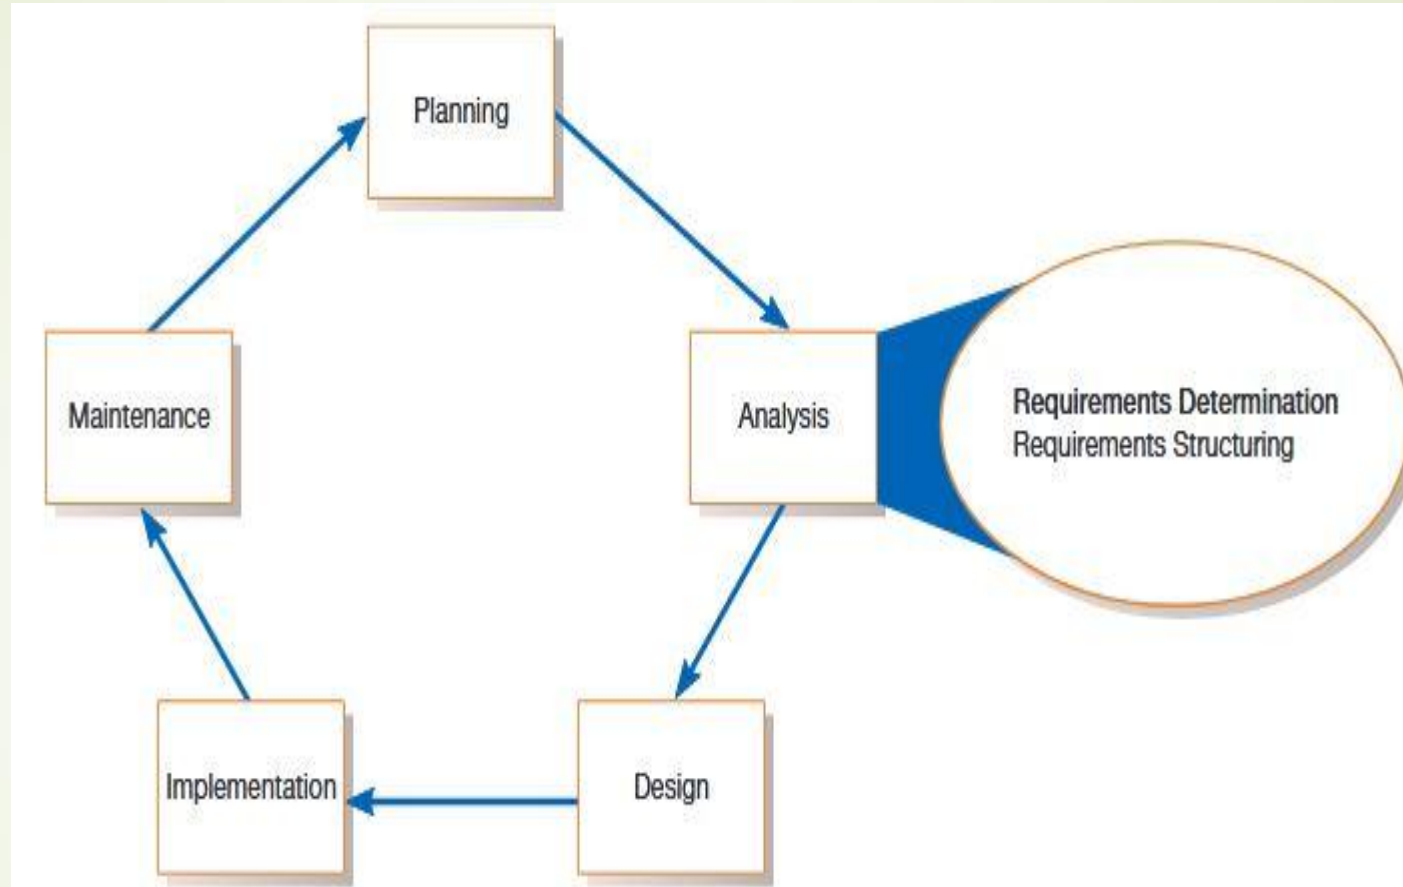 Planning
Maintenance
Analysis
Requirements Determination
Requirements Structuring
Implementation
Design